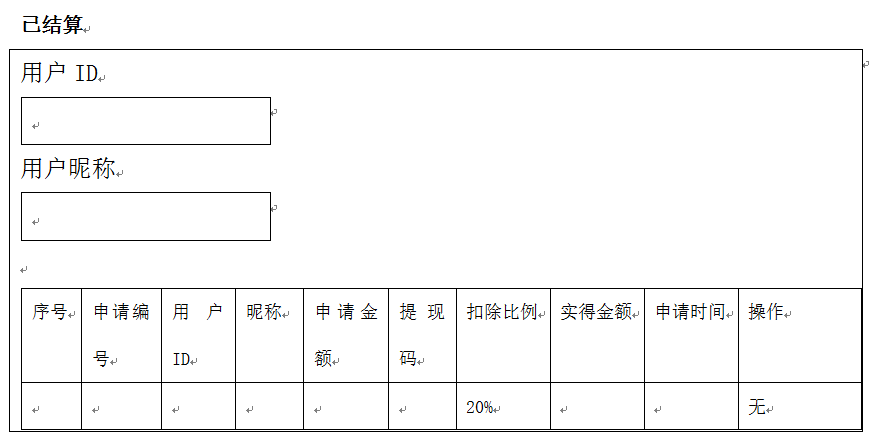 已结算
用户 ID
用户昵称
序号 申请编号 用户ID 昵称 申请金额 提现码 扣除比例 实得金额 申请时间 操作
20% 无